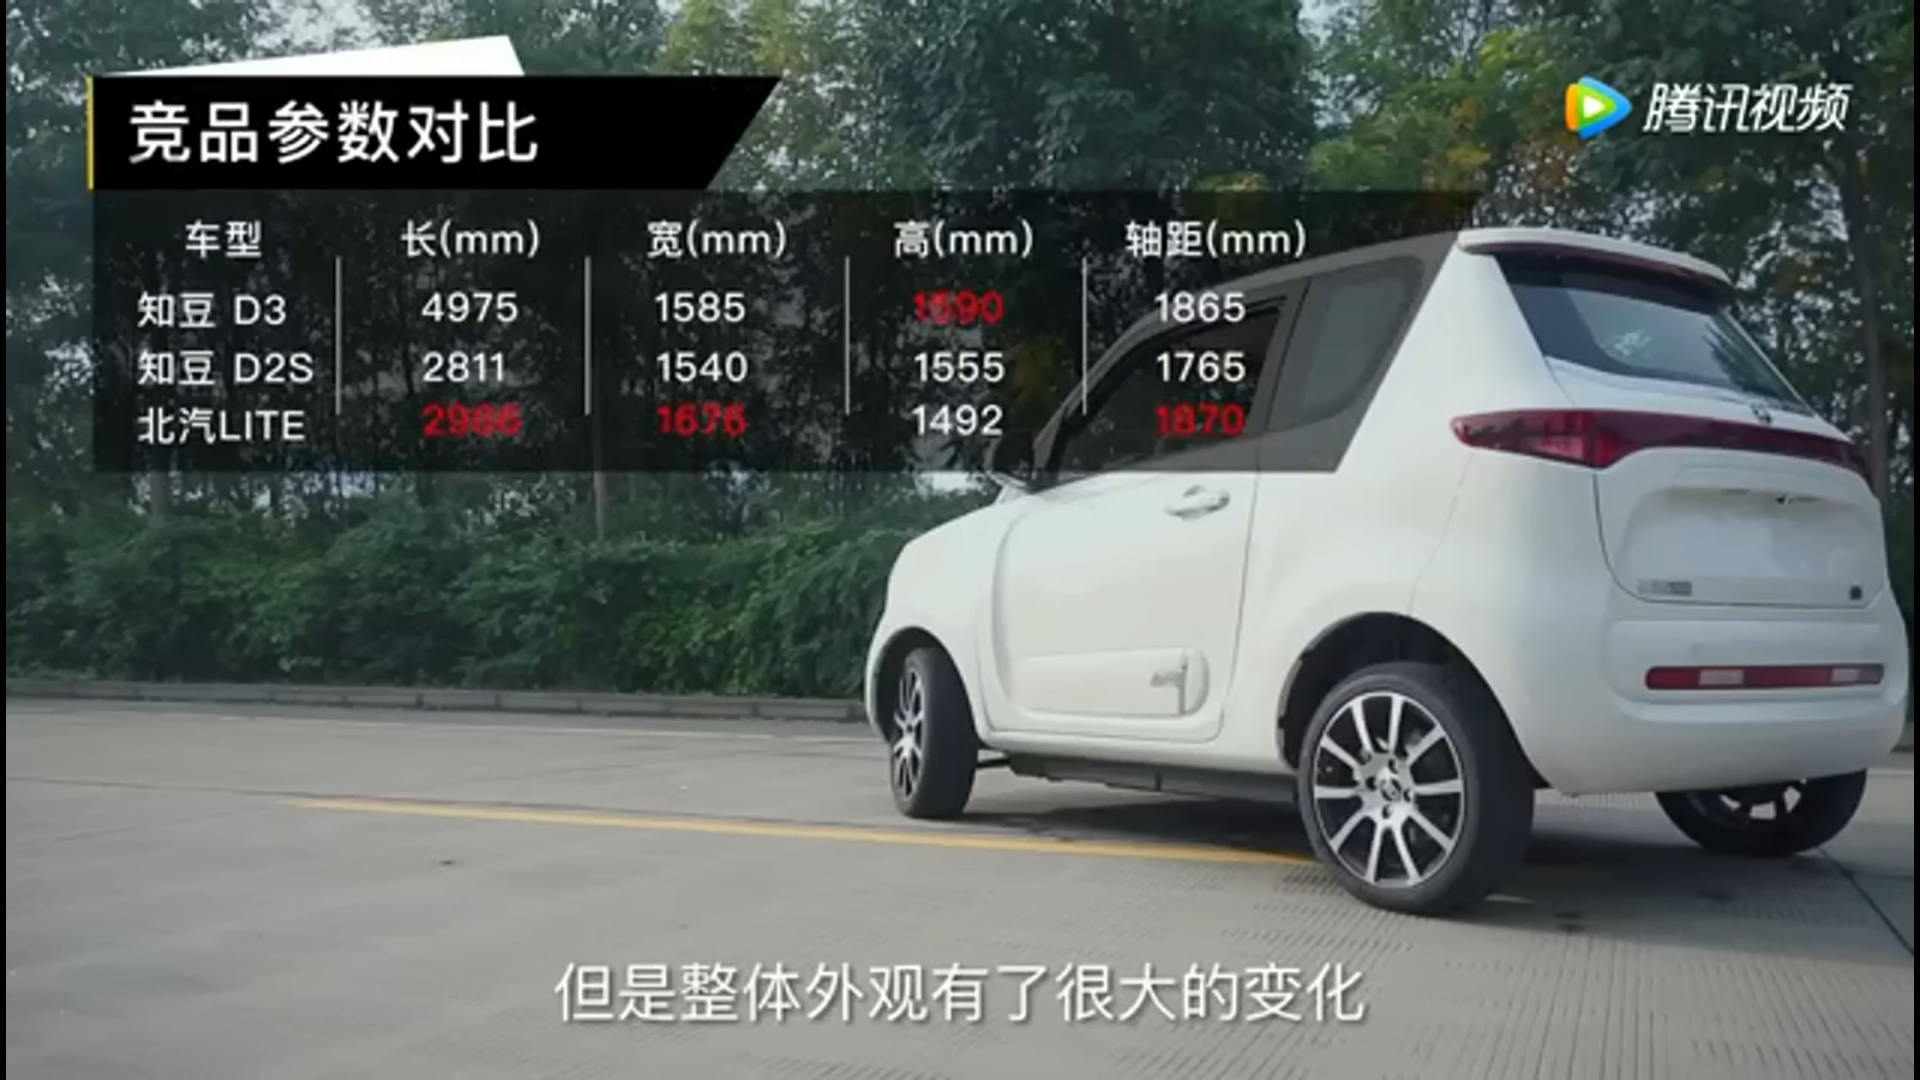 腾讯视频
竞品参数对比
车型 长(mm) 宽(mm) 高(mm) 轴距(mm)
知豆 D3 4975 1585 1590 1865
知豆 D2S 2811 1540 1555 1765
北汽LITE 2986 1676 1492 1870
但是整体外观有了很大的变化